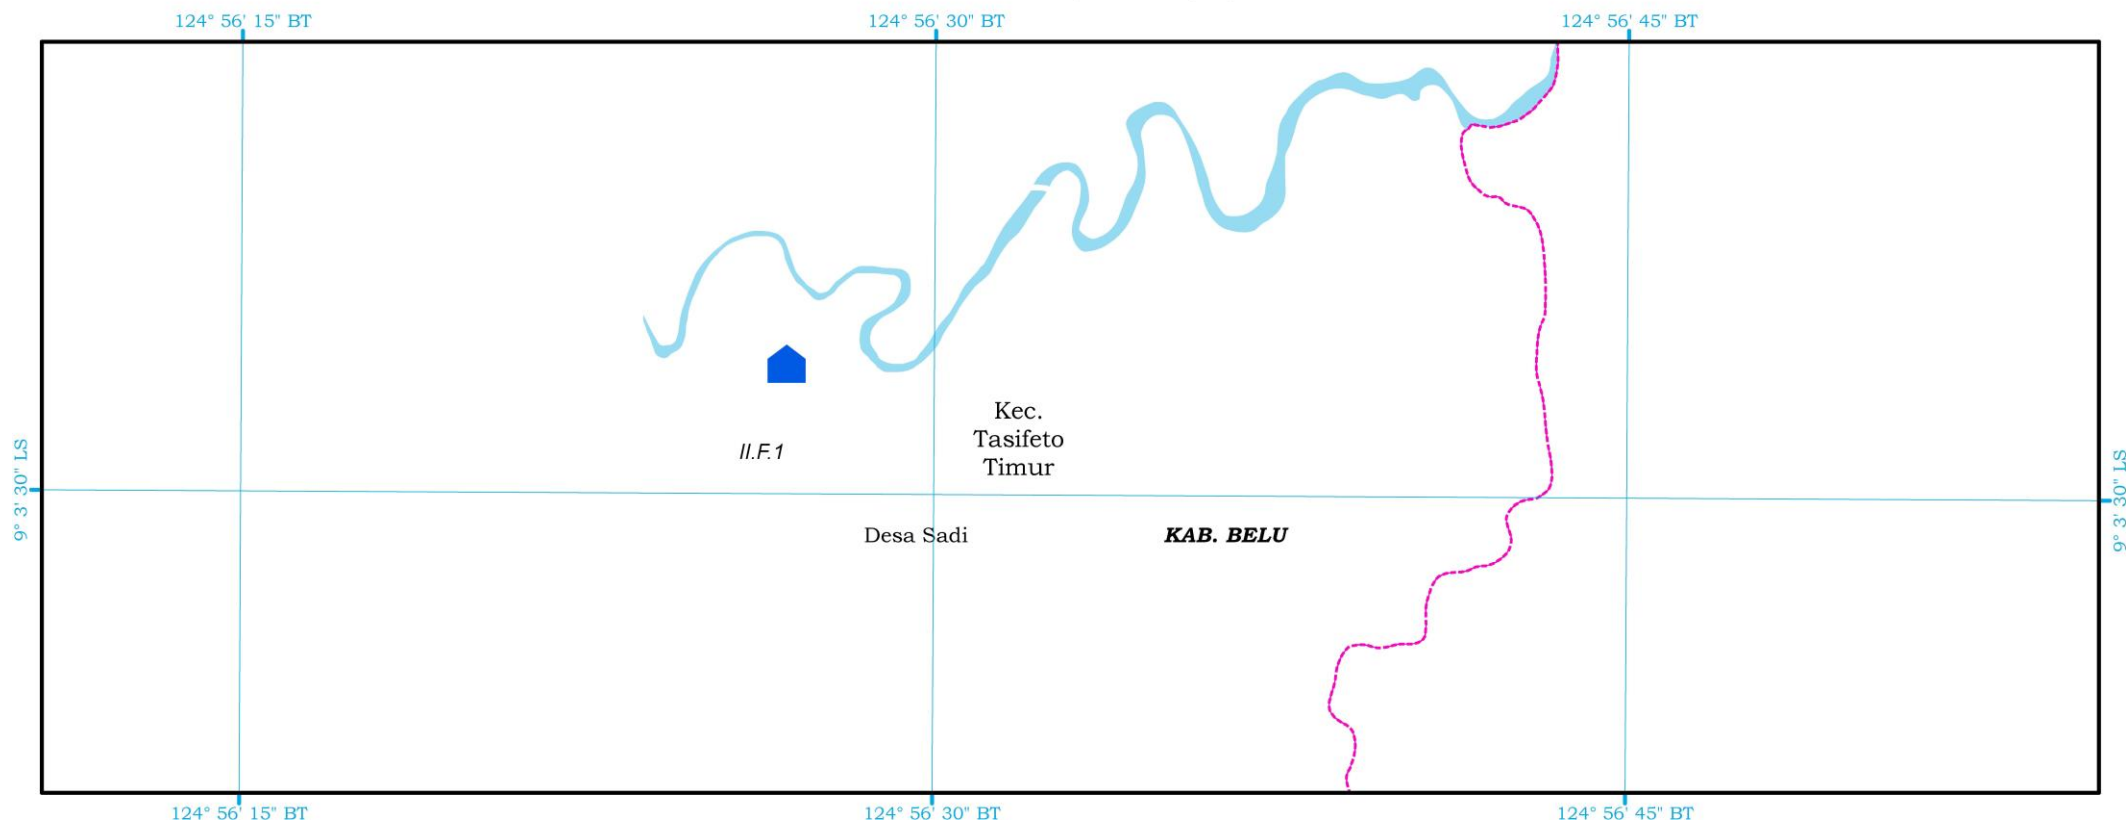 124° 56' 15" BT
124° 56' 30" BT
124° 56' 45" BT
Kec.
Tasifeto
Timur
II.F.1
9° 3' 30" LS
9° 3' 30" LS
Desa Sadi
KAB. BELU
124° 56' 15" BT
124° 56' 30" BT
124° 56' 45" BT